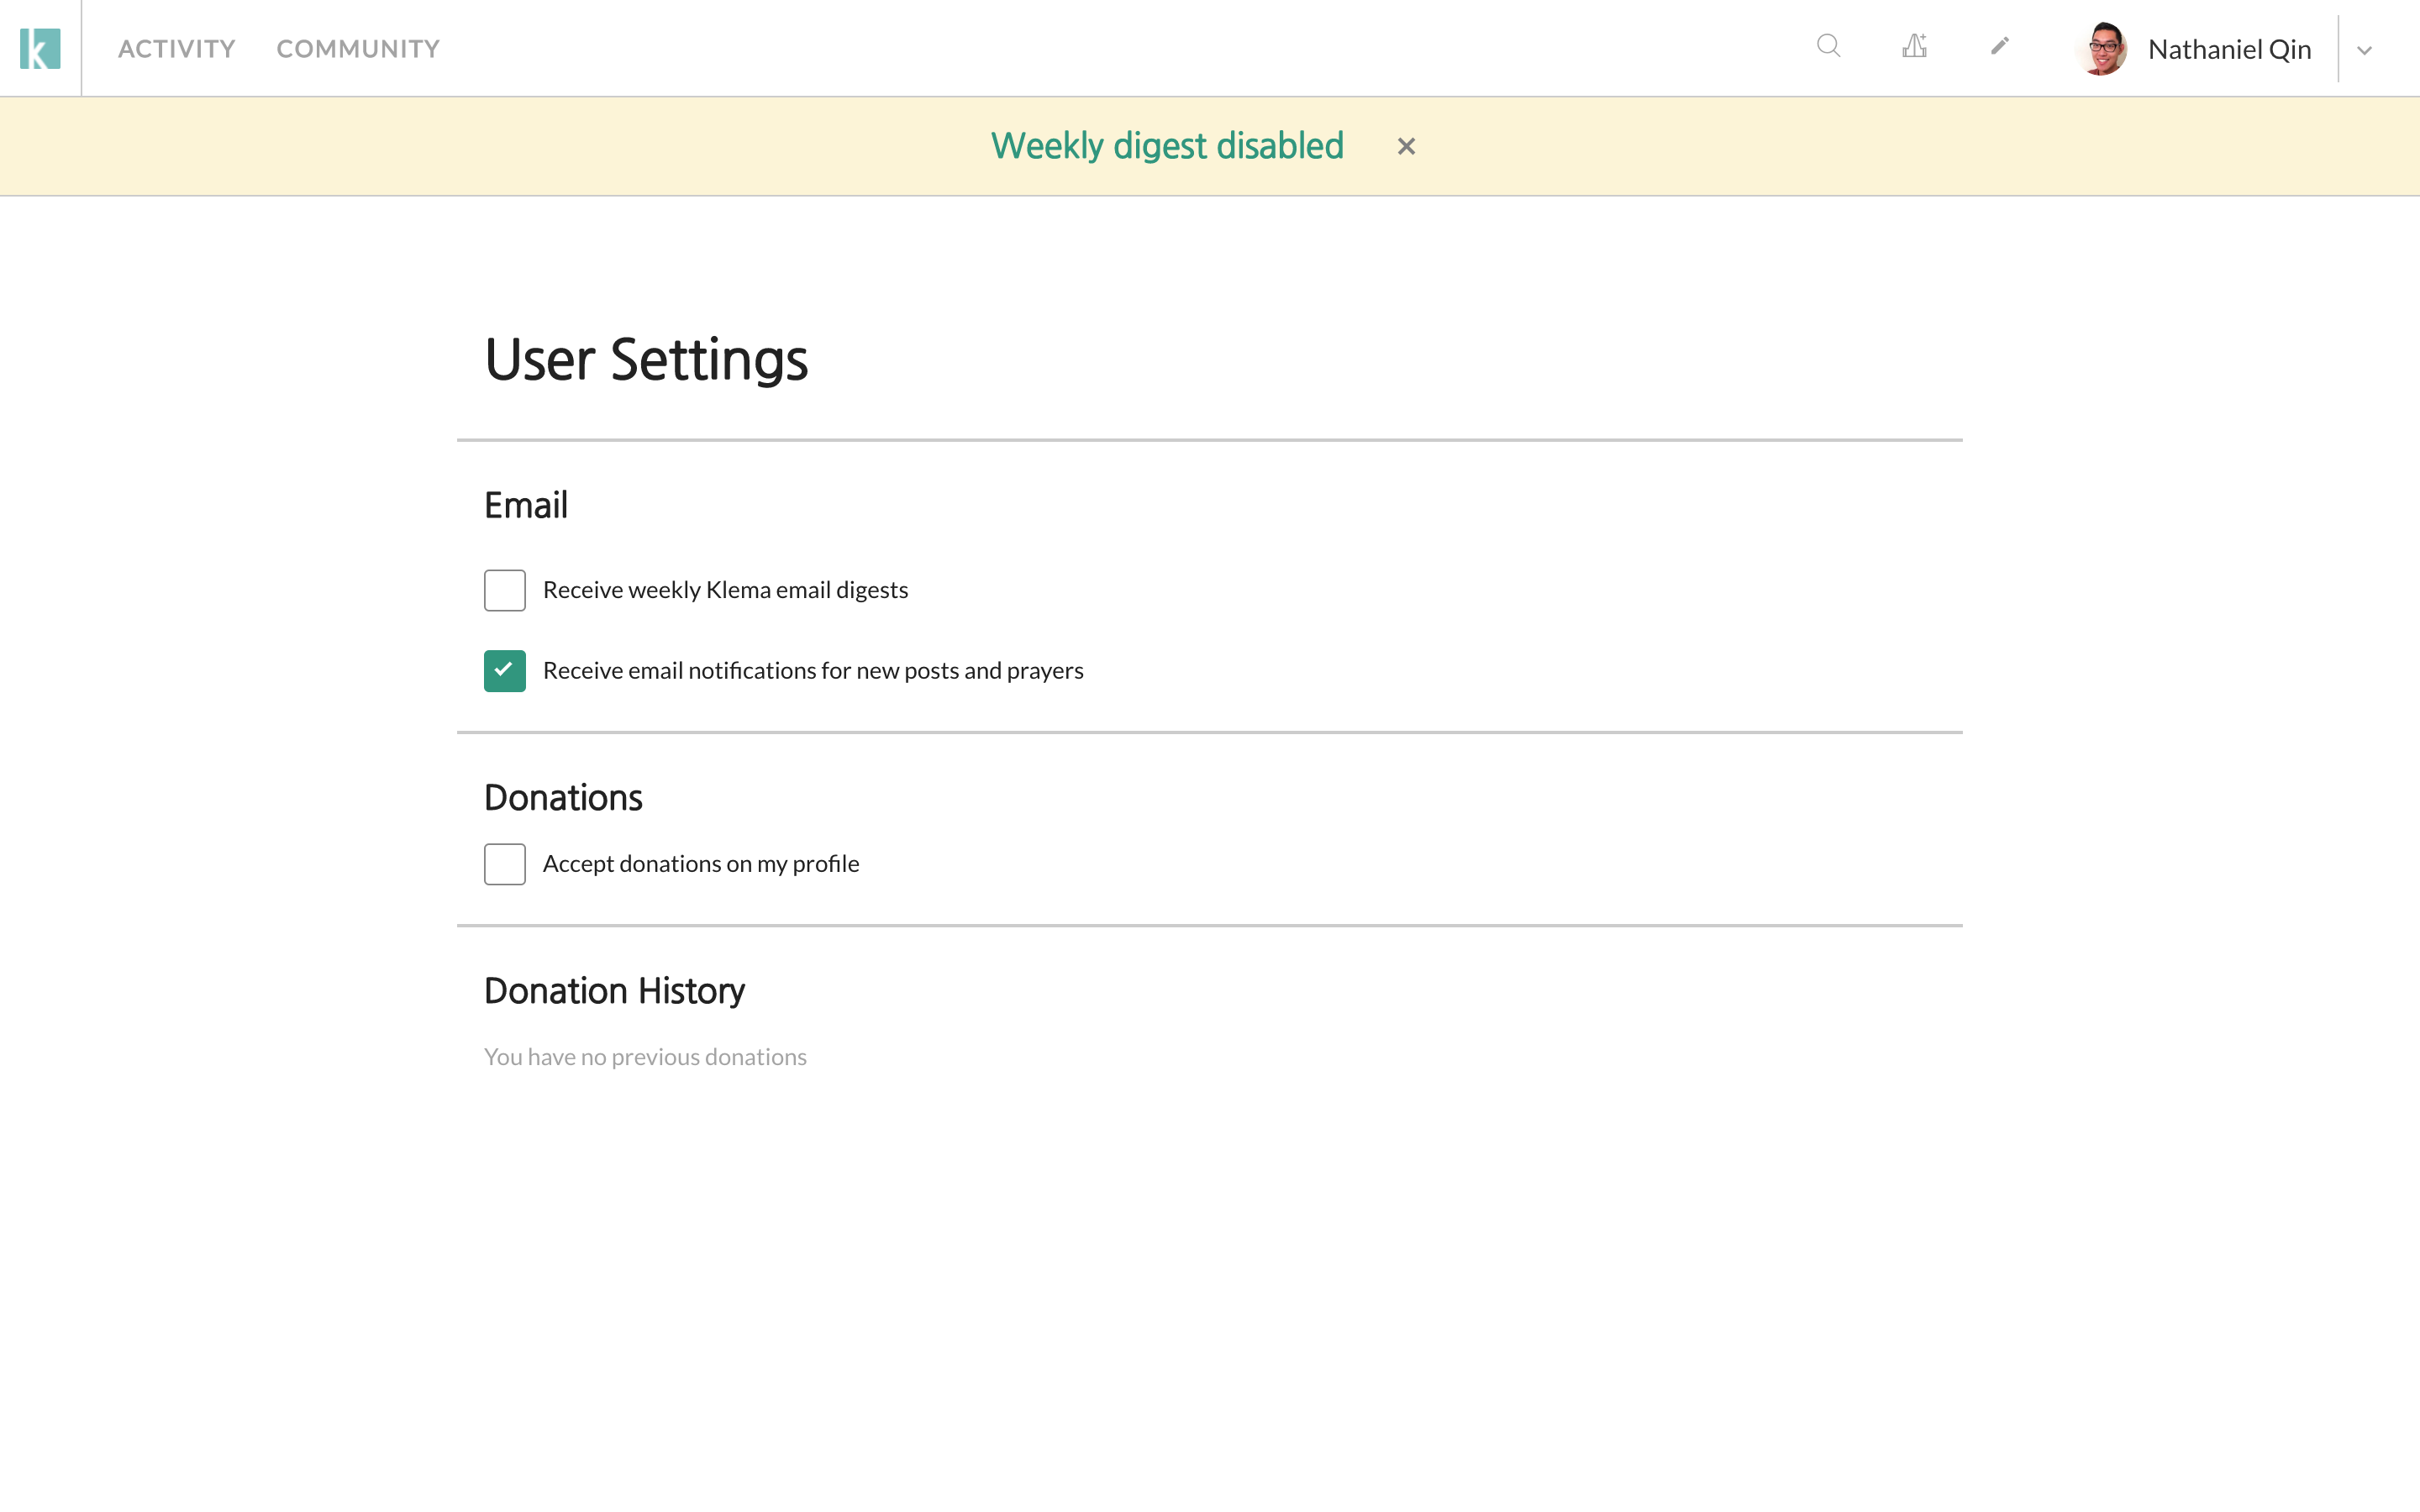 k
ACTIVITY COMMUNITY Nathaniel Qin
Weekly digest disabled
User Settings
Email
Receive weekly Klema email digests
Receive email notifications for new posts and prayers
Donations
Accept donations on my profile
Donation History
You have no previous donations